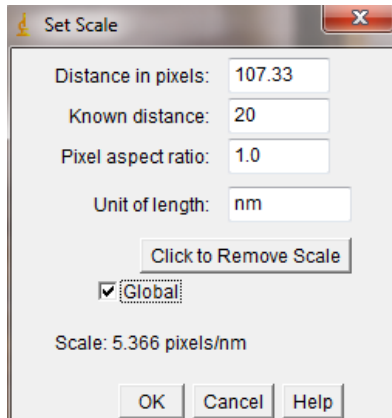 Set Scale
Distance in pixels: 107.33
Known distance: 20
Pixel aspect ratio: 1.0
Unit of length: nm
Click to Remove Scale
Global
Scale: 5.366 pixels/nm
OK Cancel Help